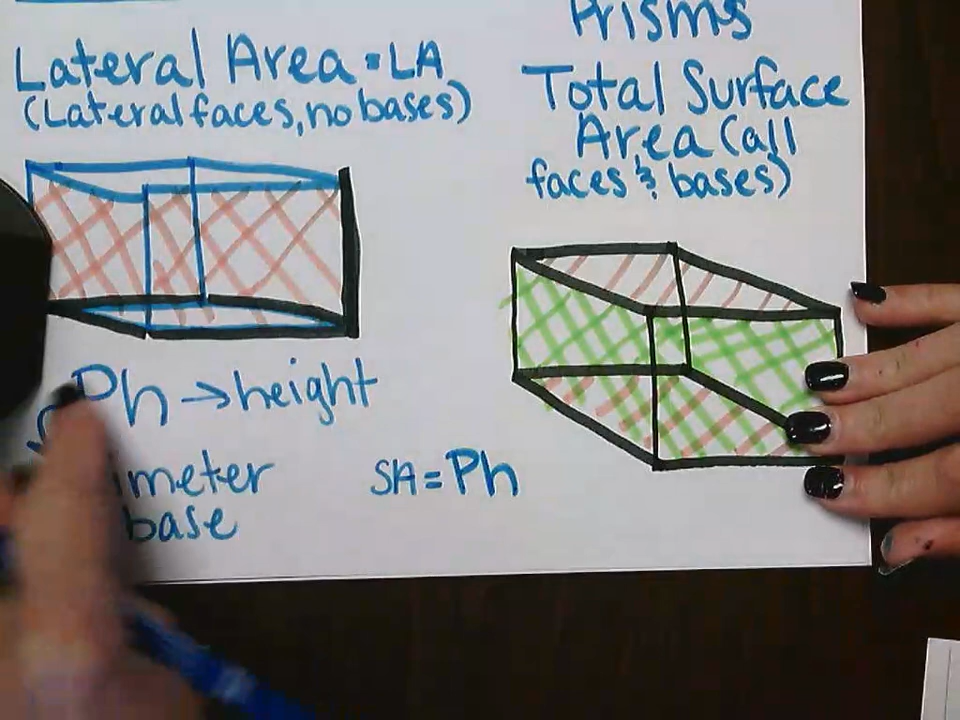 Prisms
Lateral Area = LA
(Lateral faces, no bases)
Total Surface
Area (all
faces & bases)
Ph → height
base
SA = Ph